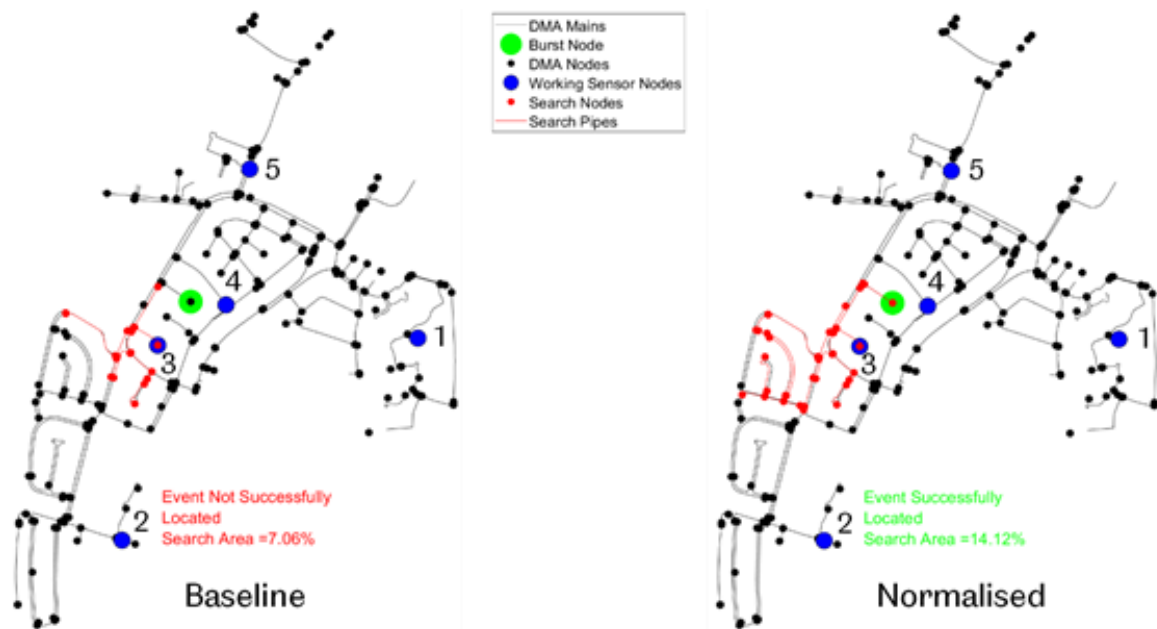 DMA Mains
Burst Node
DMA Nodes
Working Sensor Nodes
Search Nodes
Search Pipes
5
4
3
1
2
Event Not Successfully
Located
Search Area =7.06%
Baseline
5
4
3
1
2
Event Successfully
Located
Search Area =14.12%
Normalised